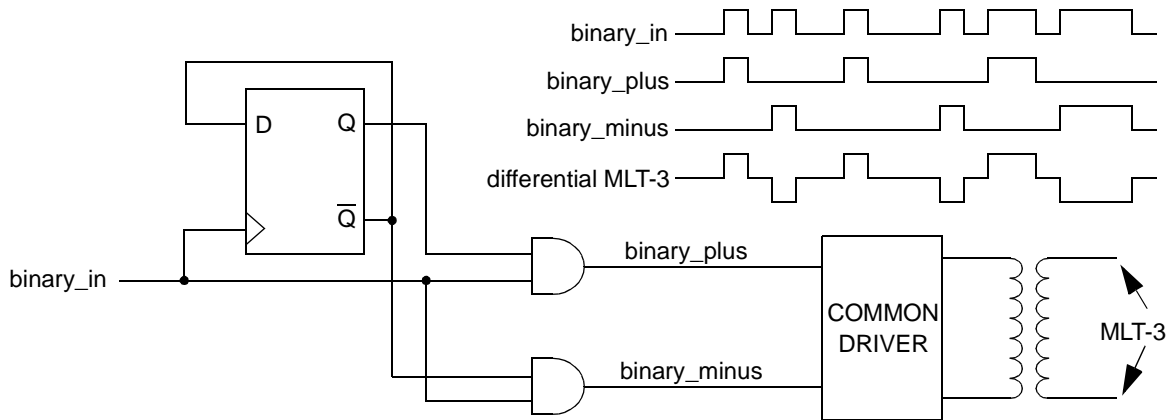 binary_in
binary_plus
binary_minus
differential MLT-3
D
Q
Q̅
binary_in
binary_plus
binary_minus
COMMON
DRIVER
MLT-3